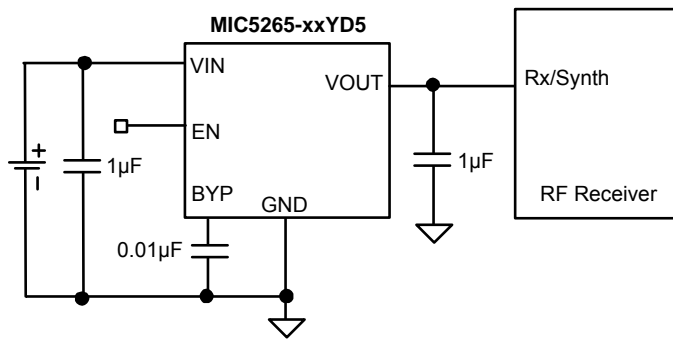 MIC5265-xxYD5
VIN
VOUT
Rx/Synth
EN
+
–
1µF
1µF
BYP
GND
RF Receiver
0.01µF